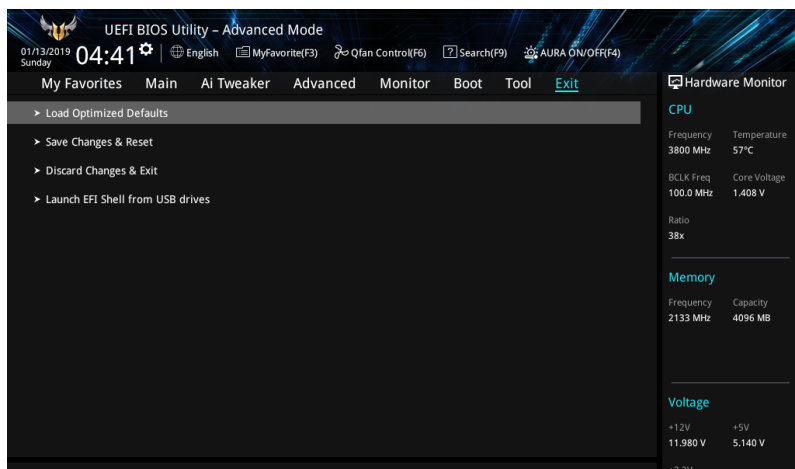 UEFI BIOS Utility – Advanced Mode
01/13/2019
Sunday
04:41
English
MyFavorite(F3)
Qfan Control(F6)
? Search(F9)
AURA ON/OFF(F4)
My Favorites Main Ai Tweaker Advanced Monitor Boot Tool Exit
Hardware Monitor
➤ Load Optimized Defaults
➤ Save Changes & Reset
➤ Discard Changes & Exit
➤ Launch EFI Shell from USB drives
CPU
Frequency Temperature
3800 MHz 57°C
BCLK Freq Core Voltage
100.0 MHz 1.408 V
Ratio
38x
Memory
Frequency Capacity
2133 MHz 4096 MB
Voltage
+12V +5V
11.980 V 5.140 V